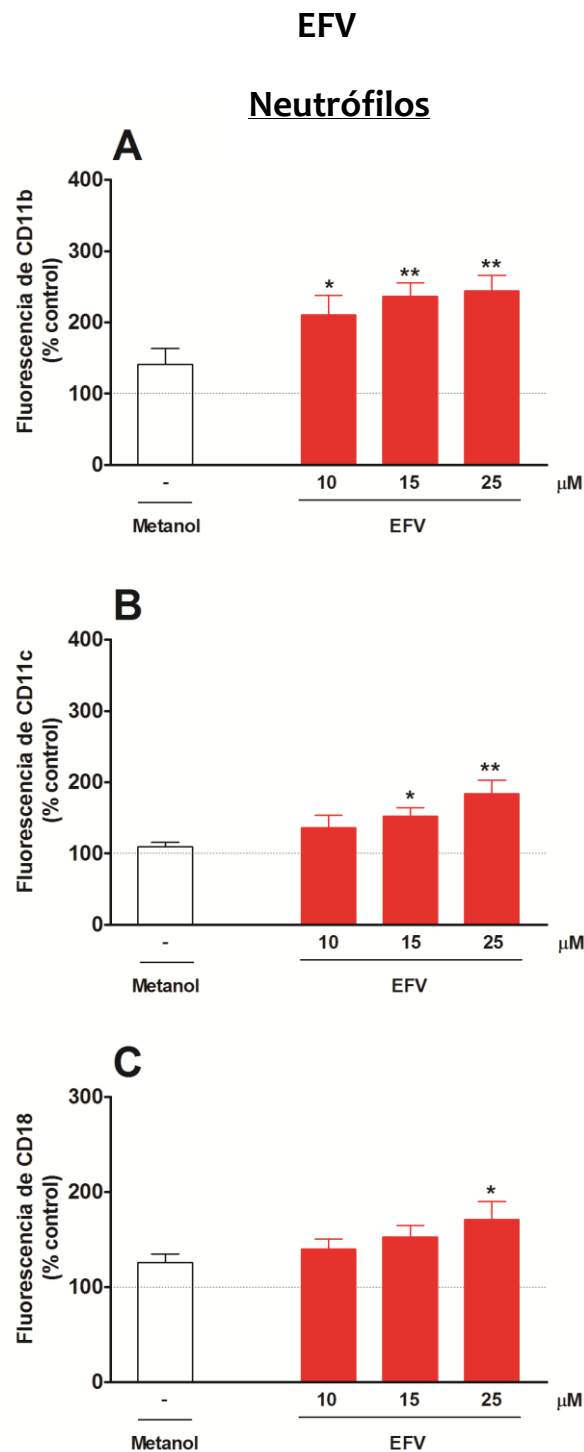 EFV
Neutrófilos
A
Fluorescencia de CD11b
(% control)
400
300
200
100
0
*
**
**
-
10
15
25
µM
Metanol
EFV
B
Fluorescencia de CD11c
(% control)
400
300
200
100
0
*
**
-
10
15
25
µM
Metanol
EFV
C
Fluorescencia de CD18
(% control)
300
200
100
0
*
-
10
15
25
µM
Metanol
EFV